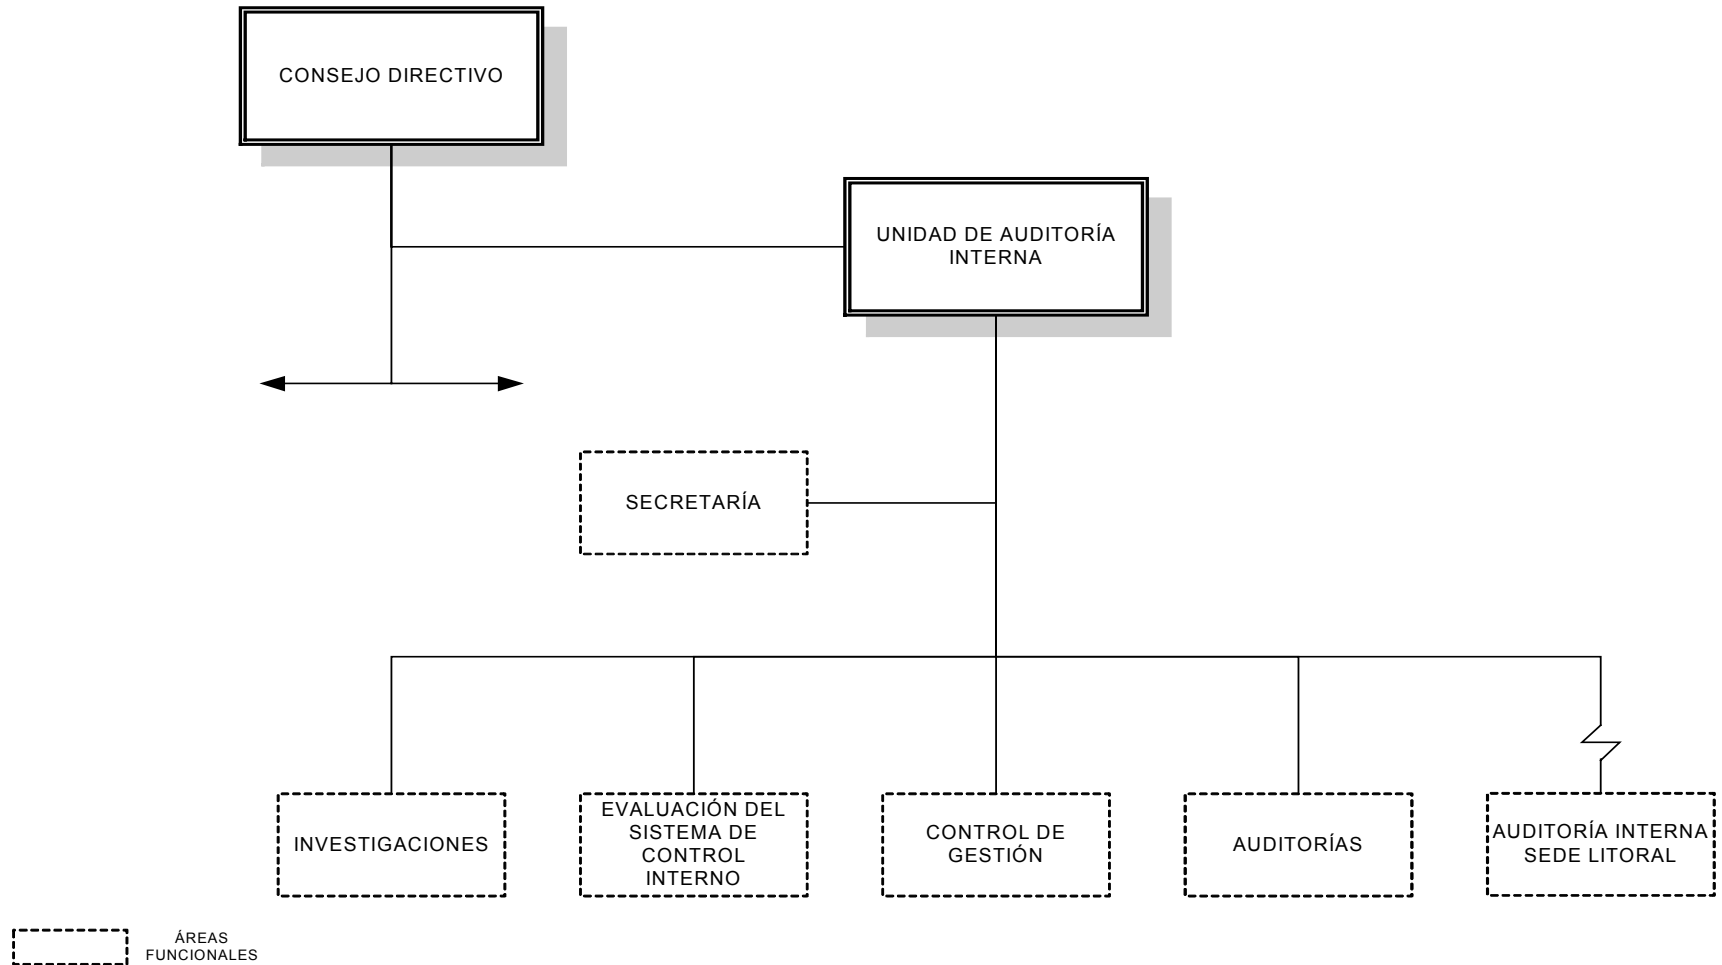 CONSEJO DIRECTIVO
UNIDAD DE AUDITORÍA
INTERNA
SECRETARÍA
INVESTIGACIONES
EVALUACIÓN DEL
SISTEMA DE
CONTROL
INTERNO
CONTROL DE
GESTIÓN
AUDITORÍAS
AUDITORÍA INTERNA
SEDE LITORAL
ÁREAS
FUNCIONALES